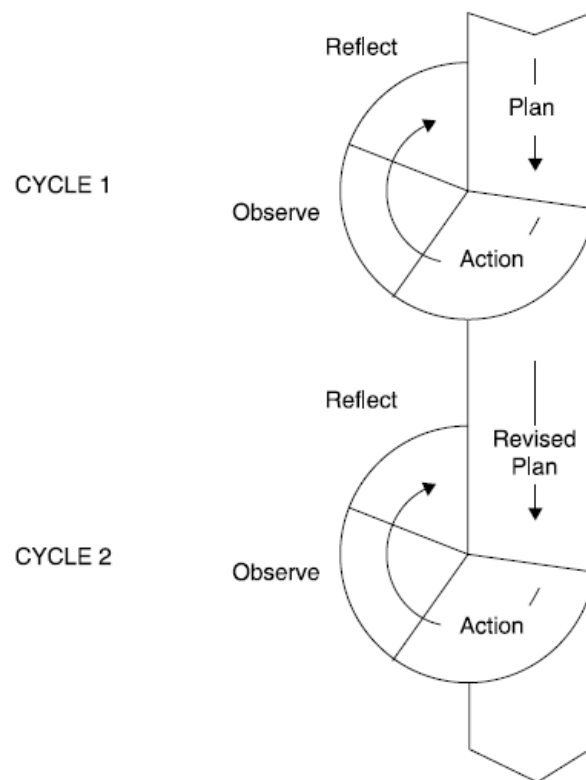 Reflect
Plan
CYCLE 1
Observe
Action
Reflect
Revised
Plan
CYCLE 2
Observe
Action